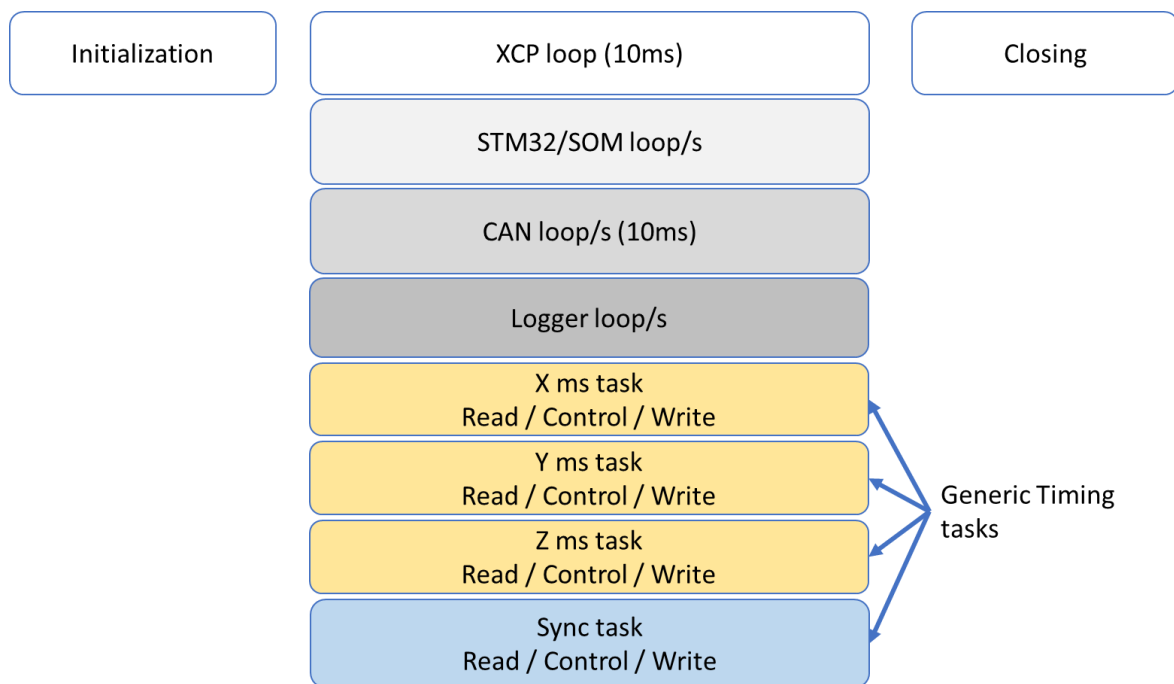 Initialization
XCP loop (10ms)
Closing
STM32/SOM loop/s
CAN loop/s (10ms)
Logger loop/s
X ms task
Read / Control / Write
Y ms task
Read / Control / Write
Z ms task
Read / Control / Write
Sync task
Read / Control / Write
Generic Timing
tasks